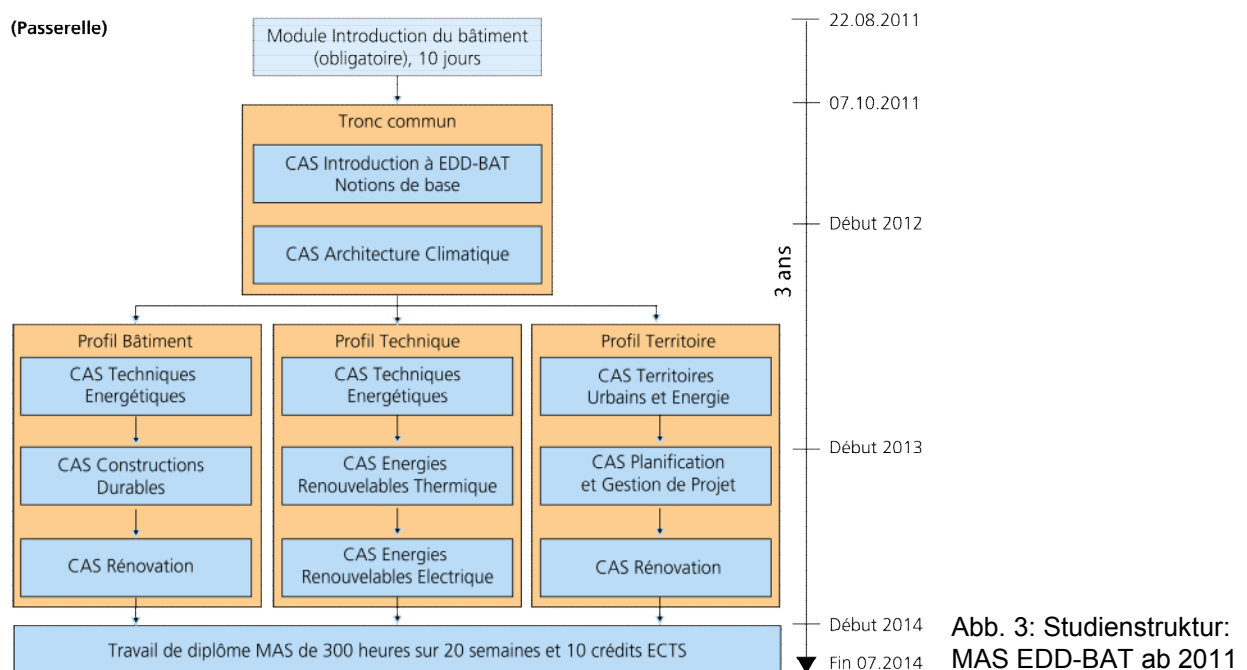 (Passerelle)
Module Introduction du bâtiment
(obligatoire), 10 jours
Tronc commun
CAS Introduction à EDD-BAT
Notions de base
CAS Architecture Climatique
Profil Bâtiment
CAS Techniques
Energétiques
CAS Constructions
Durables
CAS Rénovation
Profil Technique
CAS Techniques
Energétiques
CAS Energies
Renouvelables Thermique
CAS Energies
Renouvelables Electrique
Profil Territoire
CAS Territoires
Urbains et Energie
CAS Planification
et Gestion de Projet
CAS Rénovation
Travail de diplôme MAS de 300 heures sur 20 semaines et 10 crédits ECTS
22.08.2011
07.10.2011
Début 2012
3 ans
Début 2013
Début 2014
Fin 07.2014
Abb. 3: Studienstruktur:
MAS EDD-BAT ab 2011